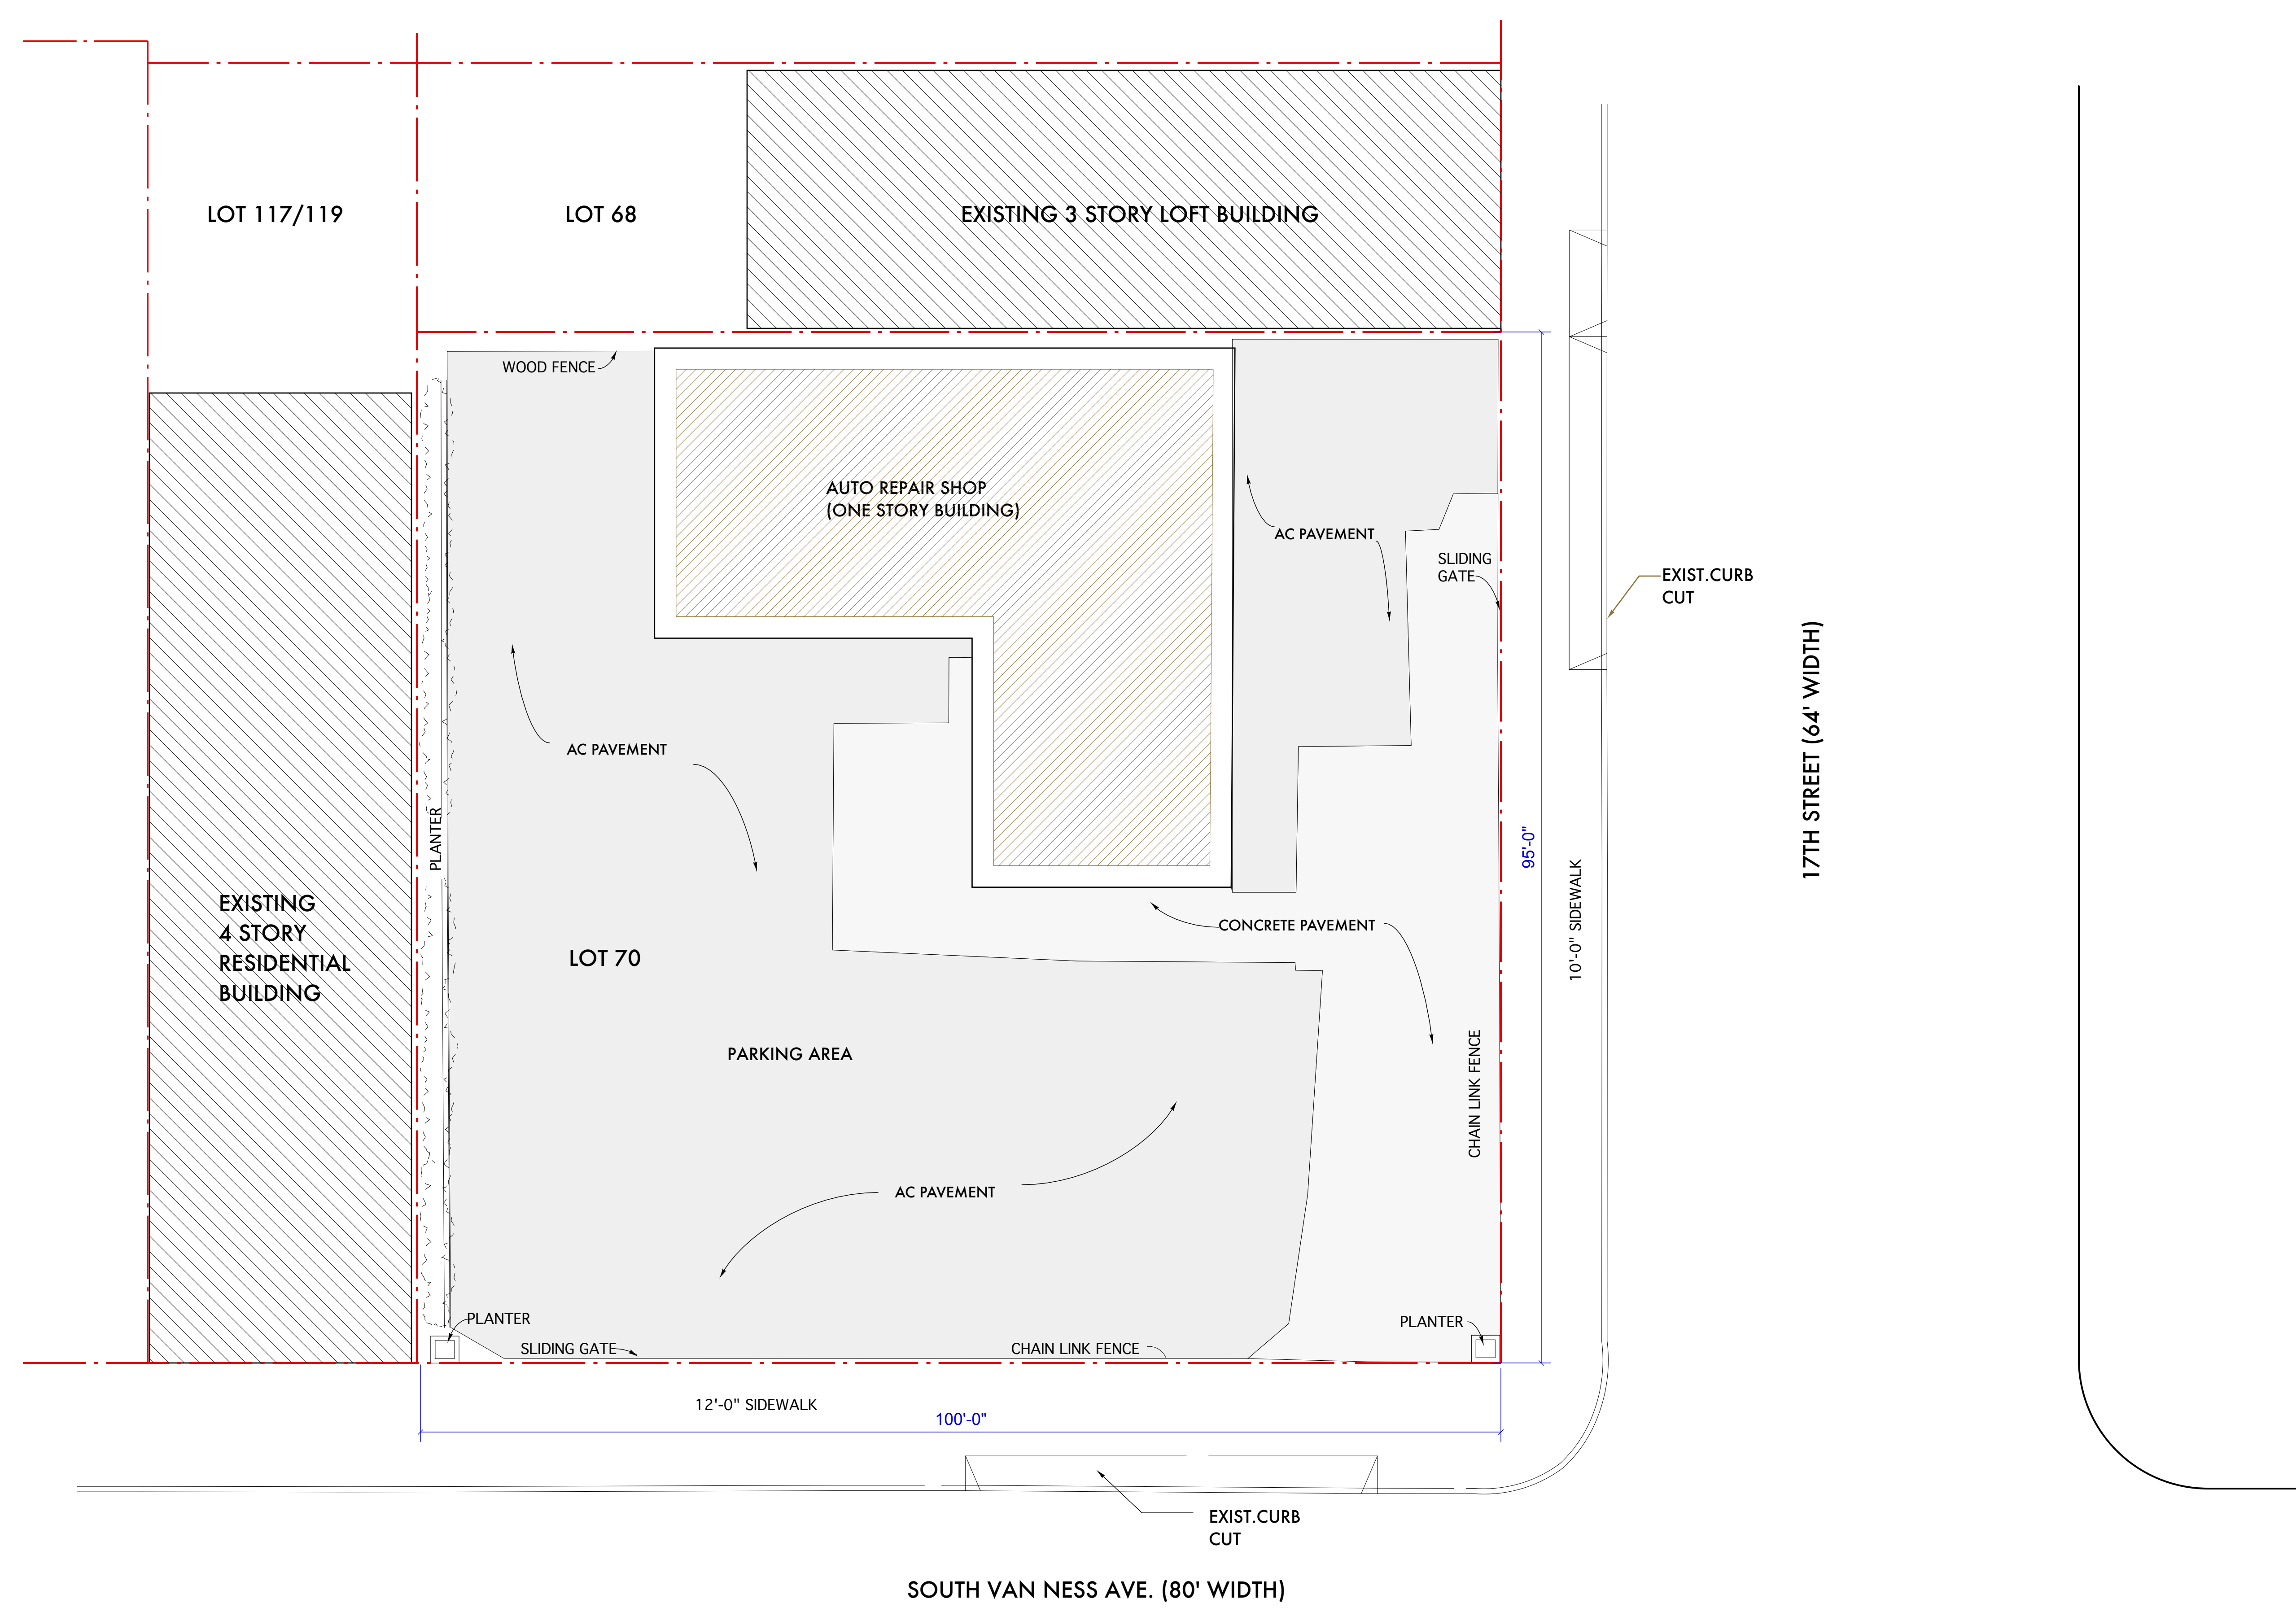 LOT 117/119
LOT 68
EXISTING 3 STORY LOFT BUILDING
WOOD FENCE
AUTO REPAIR SHOP
(ONE STORY BUILDING)
AC PAVEMENT
SLIDING
GATE
EXIST.CURB
CUT
17TH STREET (64' WIDTH)
AC PAVEMENT
PLANTER
95'-0"
10'-0" SIDEWALK
EXISTING
4 STORY
RESIDENTIAL
BUILDING
CONCRETE PAVEMENT
LOT 70
PARKING AREA
CHAIN LINK FENCE
AC PAVEMENT
PLANTER
PLANTER
SLIDING GATE
CHAIN LINK FENCE
12'-0" SIDEWALK
100'-0"
EXIST.CURB
CUT
SOUTH VAN NESS AVE. (80' WIDTH)